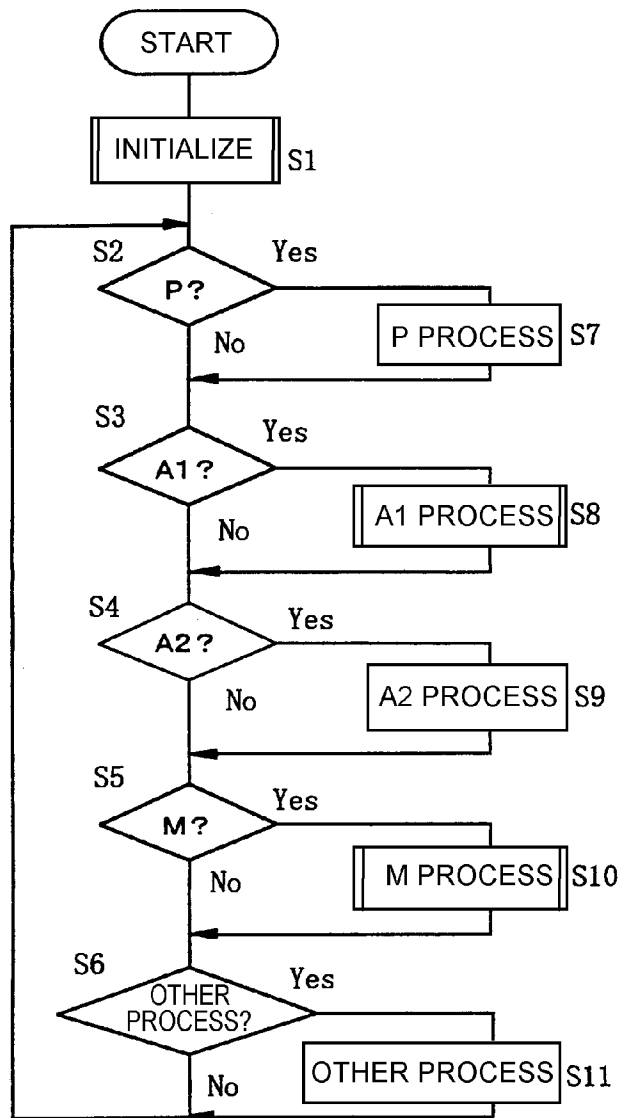 START
INITIALIZE
S1
S2
Yes
P?
P PROCESS
S7
No
S3
Yes
A1?
A1 PROCESS
S8
No
S4
Yes
A2?
A2 PROCESS
S9
No
S5
Yes
M?
M PROCESS
S10
No
S6
Yes
OTHER
PROCESS?
OTHER PROCESS
S11
No